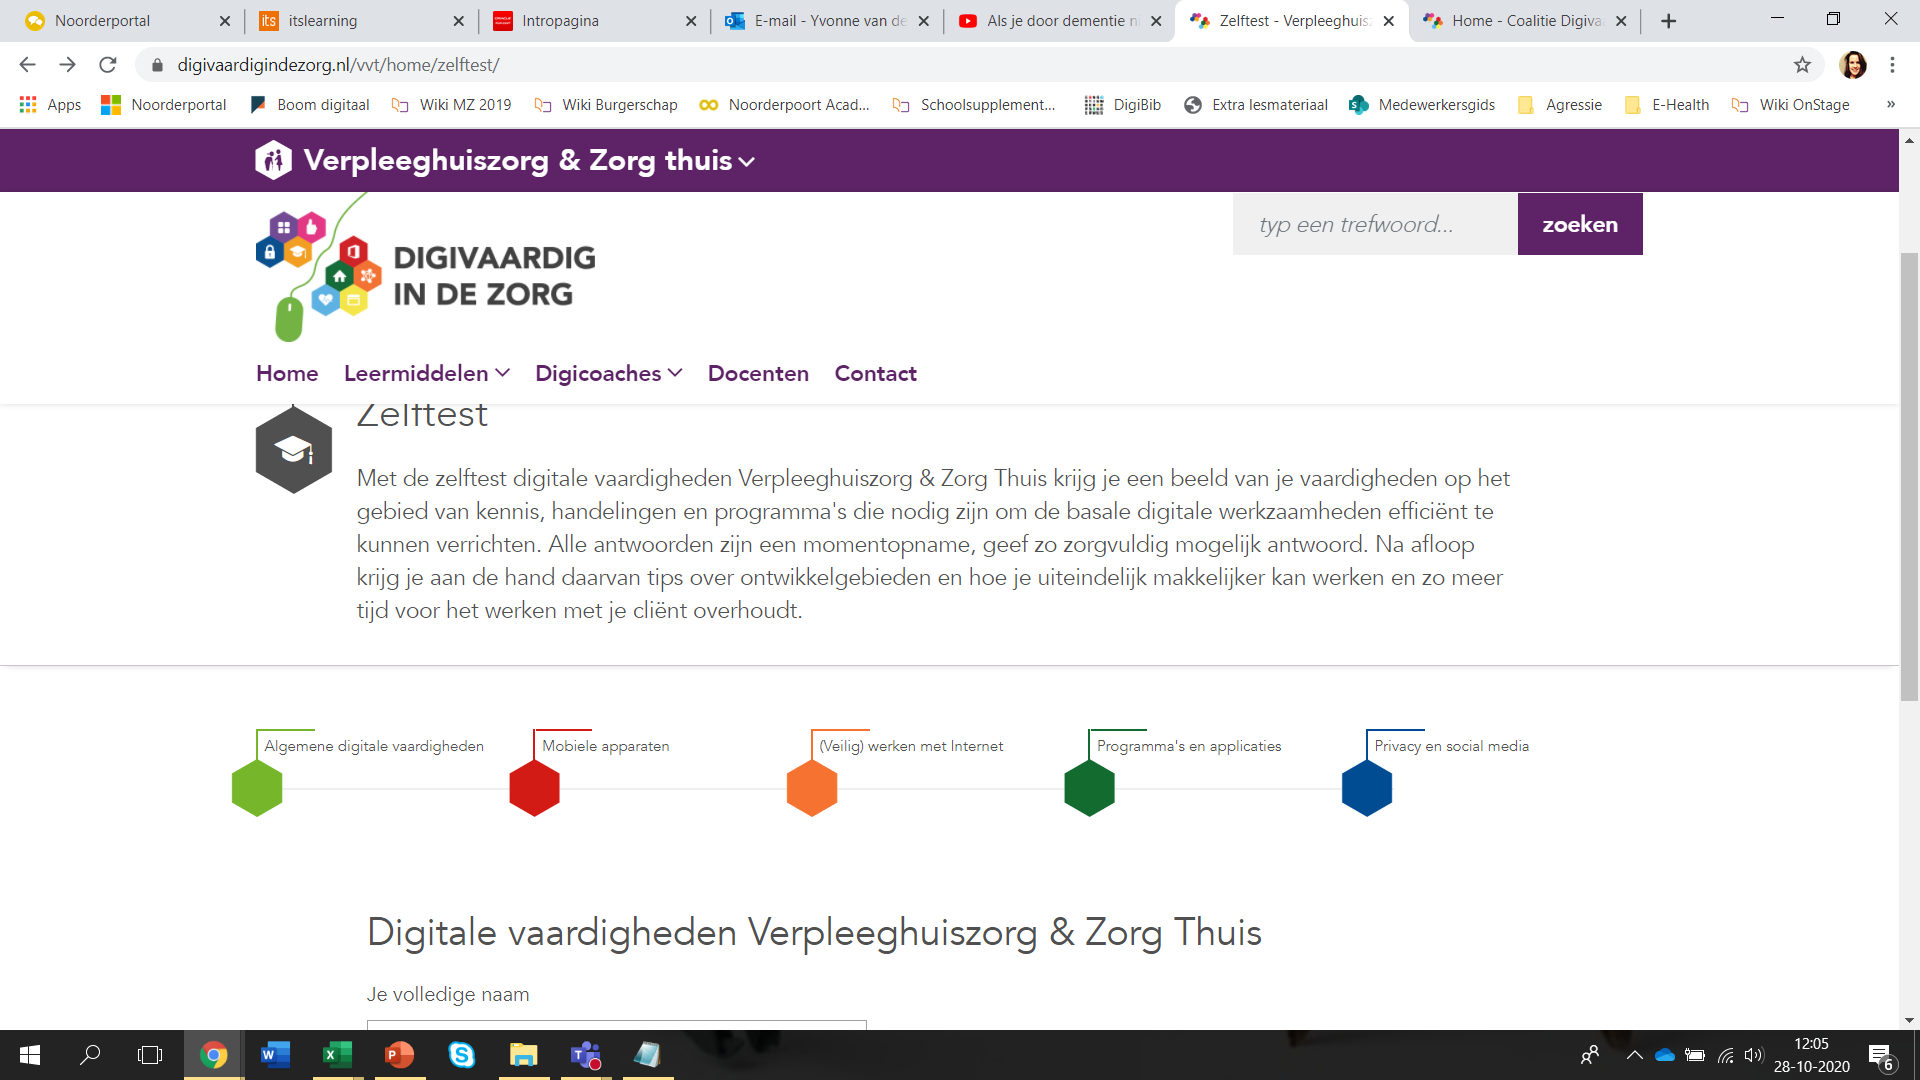 Noorderportal
itslearning
Intropagina
E-mail - Yvonne van de
Als je door dementie n
Zelftest - Verpleeghuis
Home - Coalitie Digiva
digivaardigindezorg.nl/vvt/home/zelftest/
Apps
Noorderportal
Boom digitaal
Wiki MZ 2019
Wiki Burgerschap
Noorderpoort Acad...
Schoolsupplement...
DigiBib
Extra lesmateriaal
Medewerkersgids
Agressie
E-Health
Wiki OnStage
»
Verpleeghuiszorg & Zorg thuis
DIGIVAARDIG
IN DE ZORG
typ een trefwoord...
zoeken
Home
Leermiddelen
Digicoaches
Docenten
Contact
Zelftest
Met de zelftest digitale vaardigheden Verpleeghuiszorg & Zorg Thuis krijg je een beeld van je vaardigheden op het
gebied van kennis, handelingen en programma's die nodig zijn om de basale digitale werkzaamheden efficiënt te
kunnen verrichten. Alle antwoorden zijn een momentopname, geef zo zorgvuldig mogelijk antwoord. Na afloop
krijg je aan de hand daarvan tips over ontwikkelgebieden en hoe je uiteindelijk makkelijker kan werken en zo meer
tijd voor het werken met je cliënt overhoudt.
Algemene digitale vaardigheden
Mobiele apparaten
(Veilig) werken met Internet
Programma's en applicaties
Privacy en social media
Digitale vaardigheden Verpleeghuiszorg & Zorg Thuis
Je volledige naam
12:05
28-10-2020
6